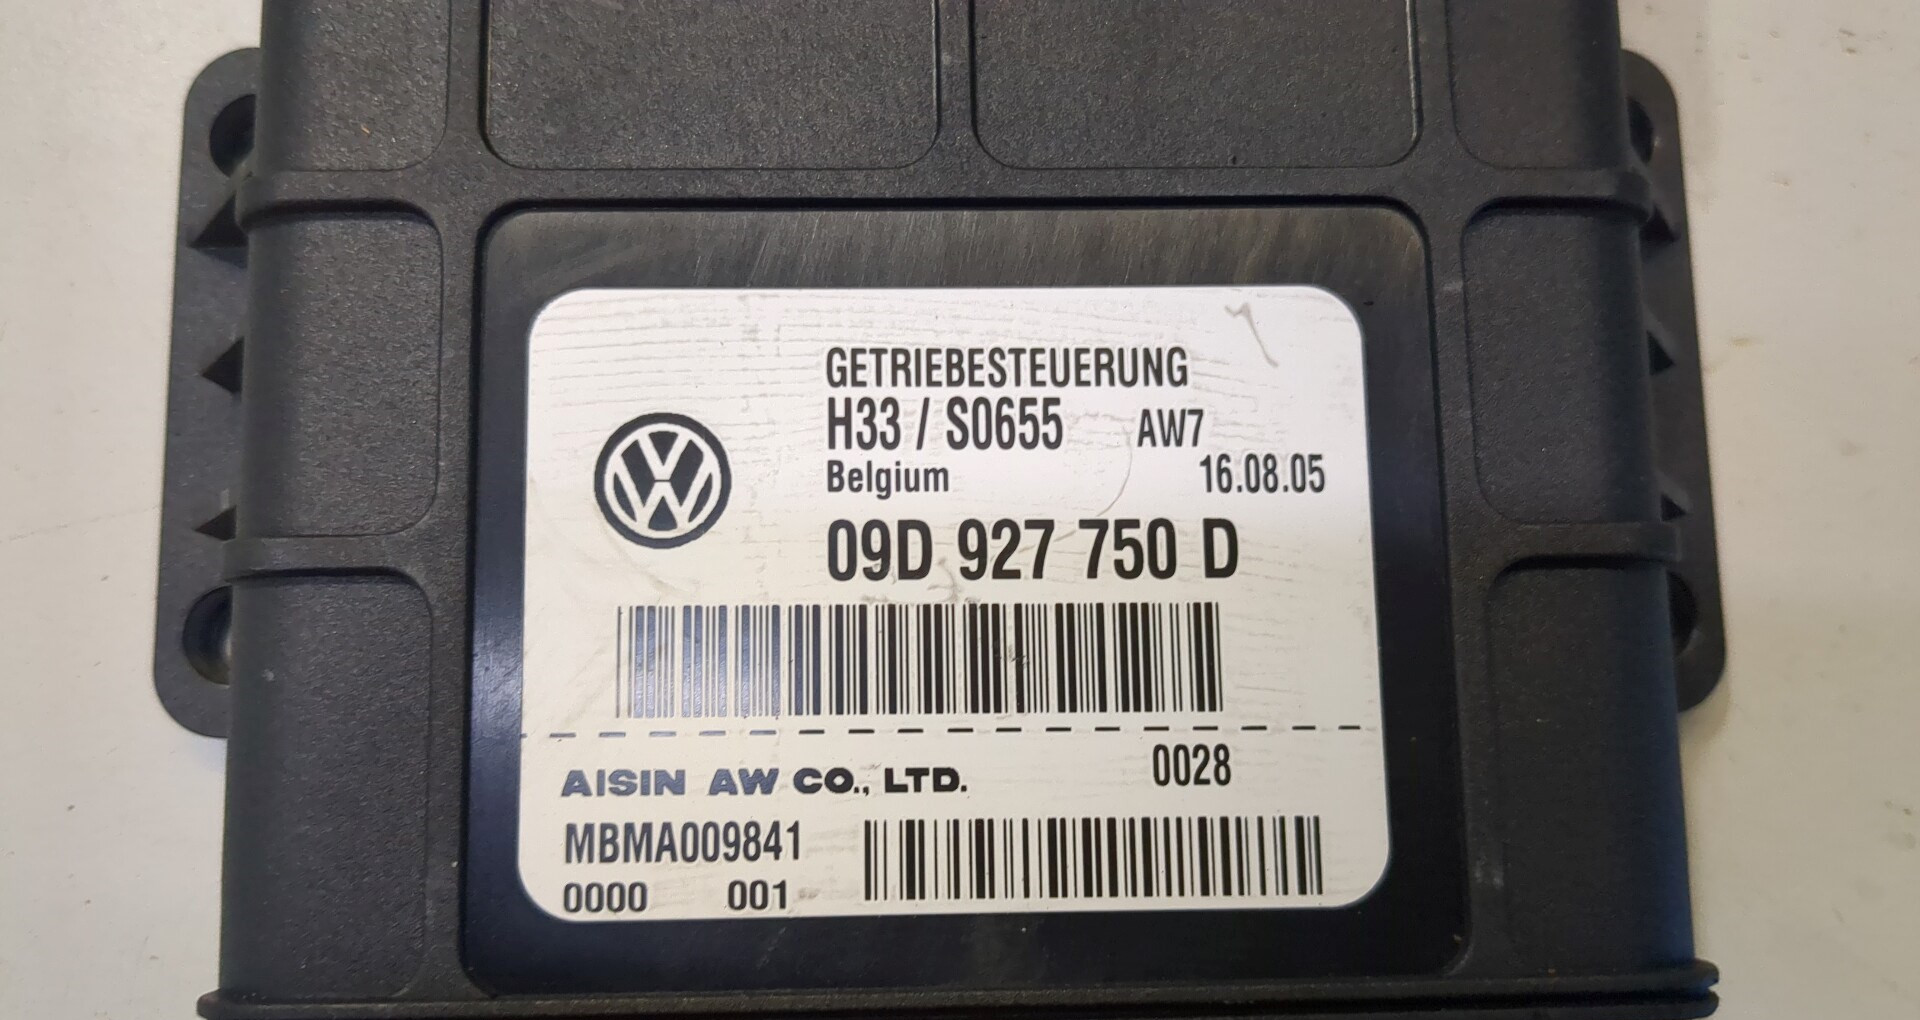 GETRIEBESTEUERUNG
H33 / S0655 AW7
Belgium 16.08.05
09D 927 750 D
AISIN AW CO., LTD. 0028
MBMA009841
0000 001